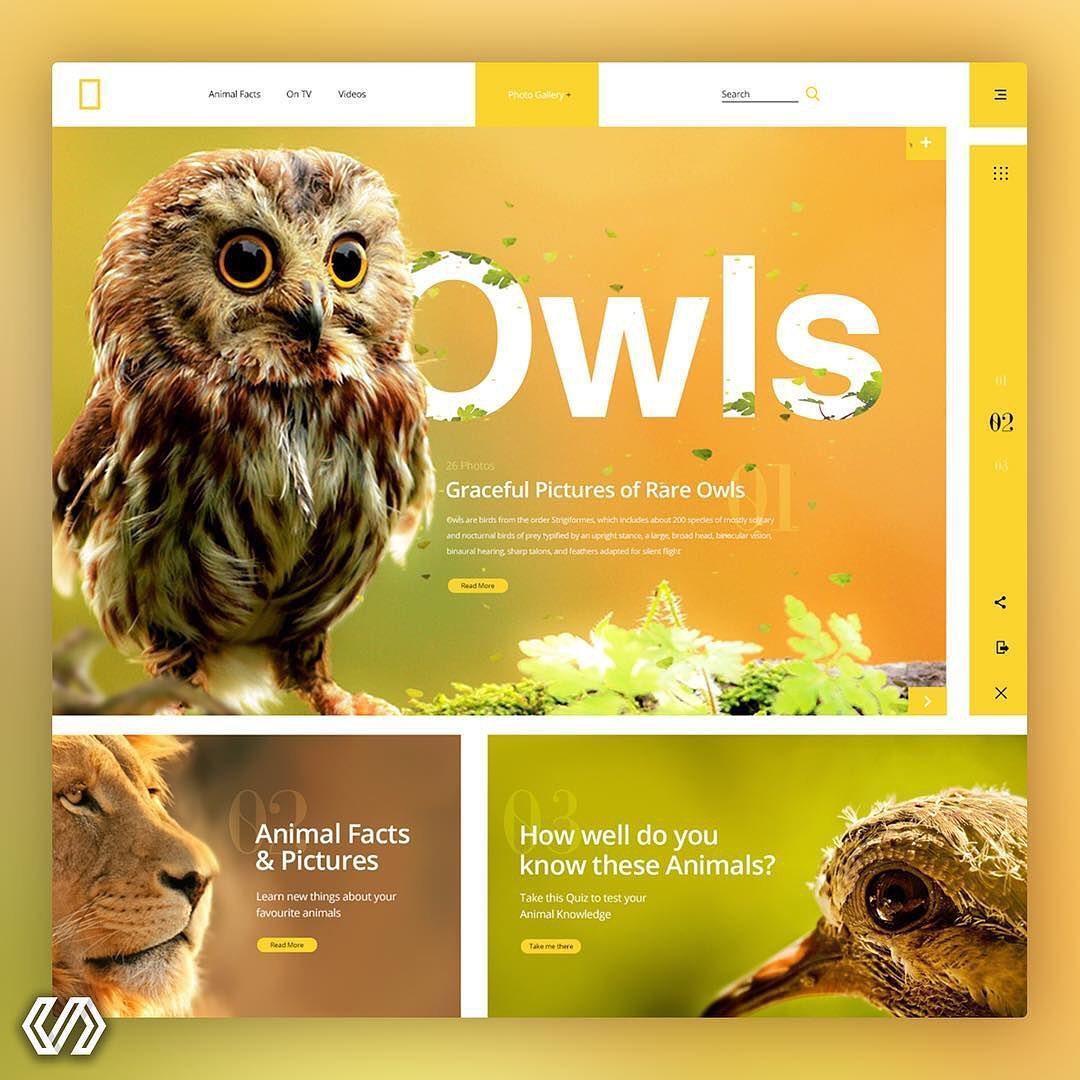 Animal Facts
On TV
Videos
Photo Gallery +
Search
Owls
01
02
03
26 Photos
01
Graceful Pictures of Rare Owls
Owls are birds from the order Strigiformes, which includes about 200 species of mostly solitary
and nocturnal birds of prey typified by an upright stance, a large, broad head, binocular vision,
binaural hearing, sharp talons, and feathers adapted for silent flight
Read More
02
Animal Facts
& Pictures
Learn new things about your
favourite animals
Read More
03
How well do you
know these Animals?
Take this Quiz to test your
Animal Knowledge
Take me there